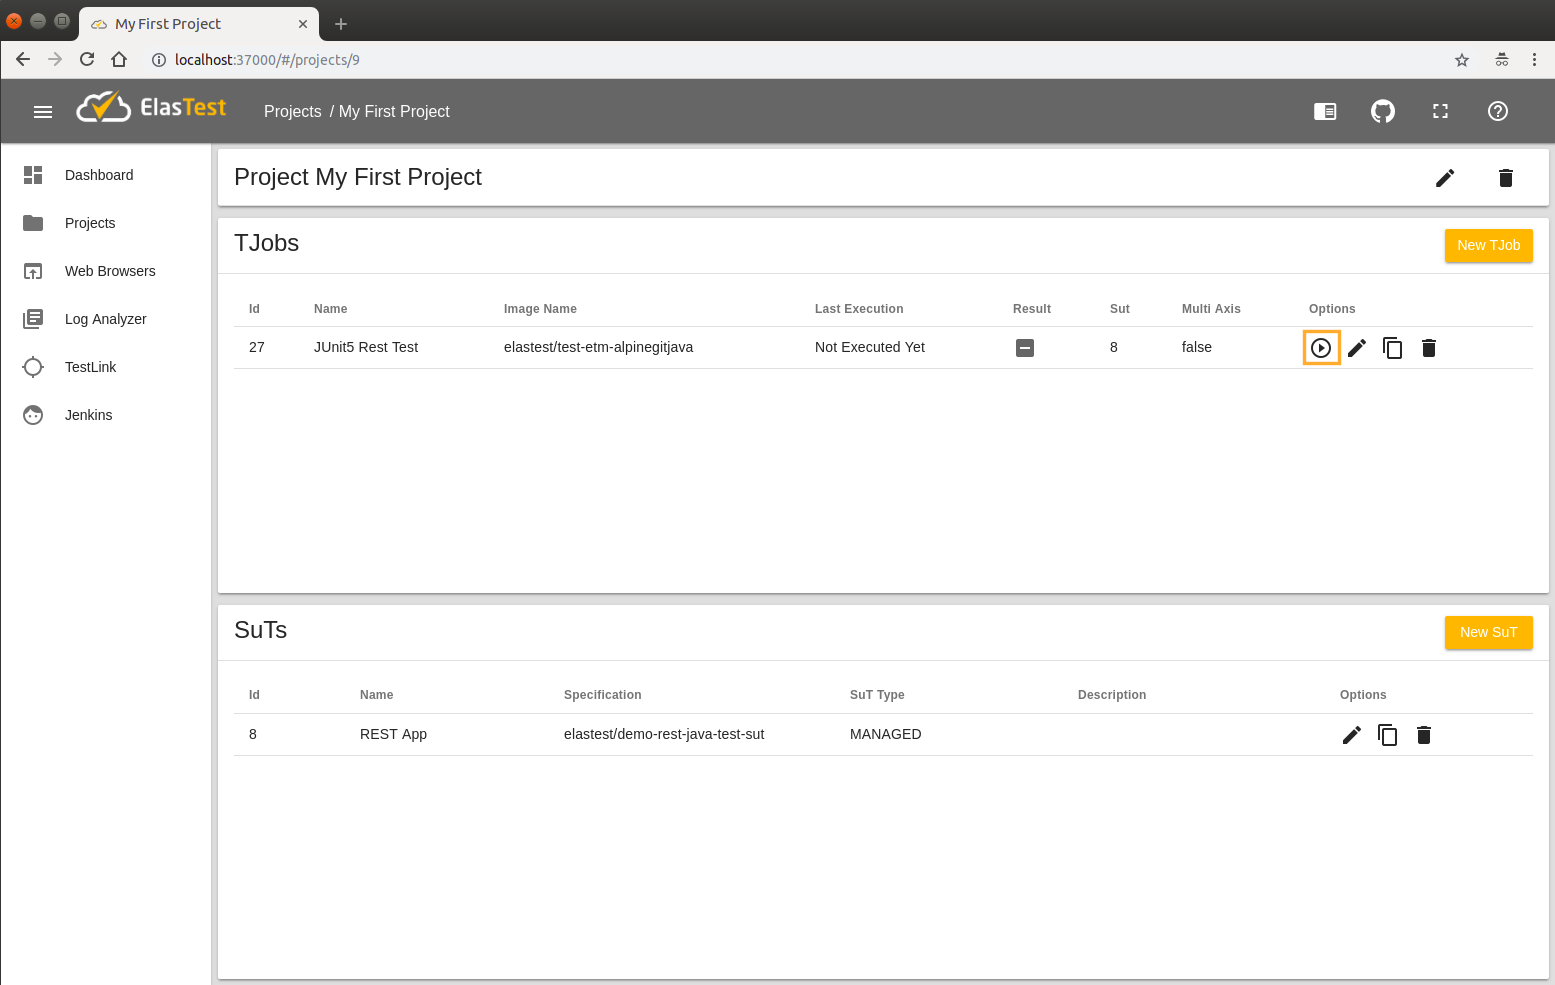 My First Project
localhost:37000/#/projects/9
ElasTest Projects / My First Project
Dashboard
Projects
Web Browsers
Log Analyzer
TestLink
Jenkins
Project My First Project
TJobs New TJob
Id Name Image Name Last Execution Result Sut Multi Axis Options
27 JUnit5 Rest Test elastest/test-etm-alpinegitjava Not Executed Yet 8 false
SuTs New SuT
Id Name Specification SuT Type Description Options
8 REST App elastest/demo-rest-java-test-sut MANAGED